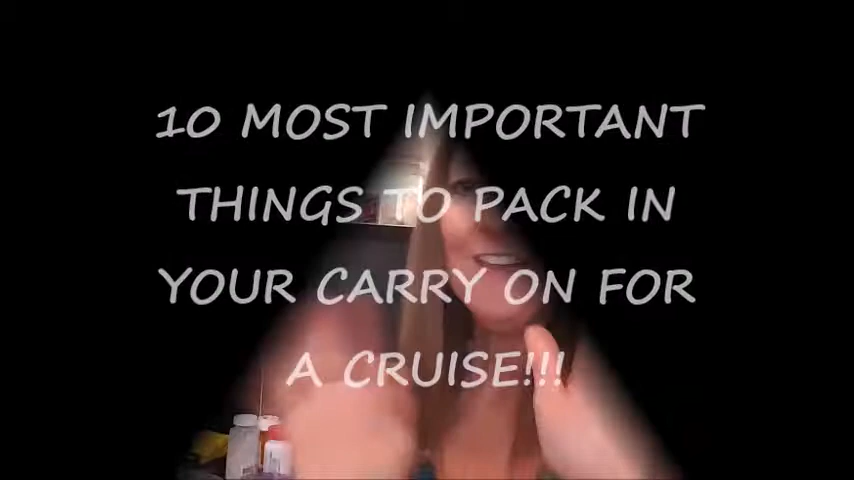 10 MOST IMPORTANT
THINGS TO PACK IN
YOUR CARRY ON FOR
A CRUISE!!!